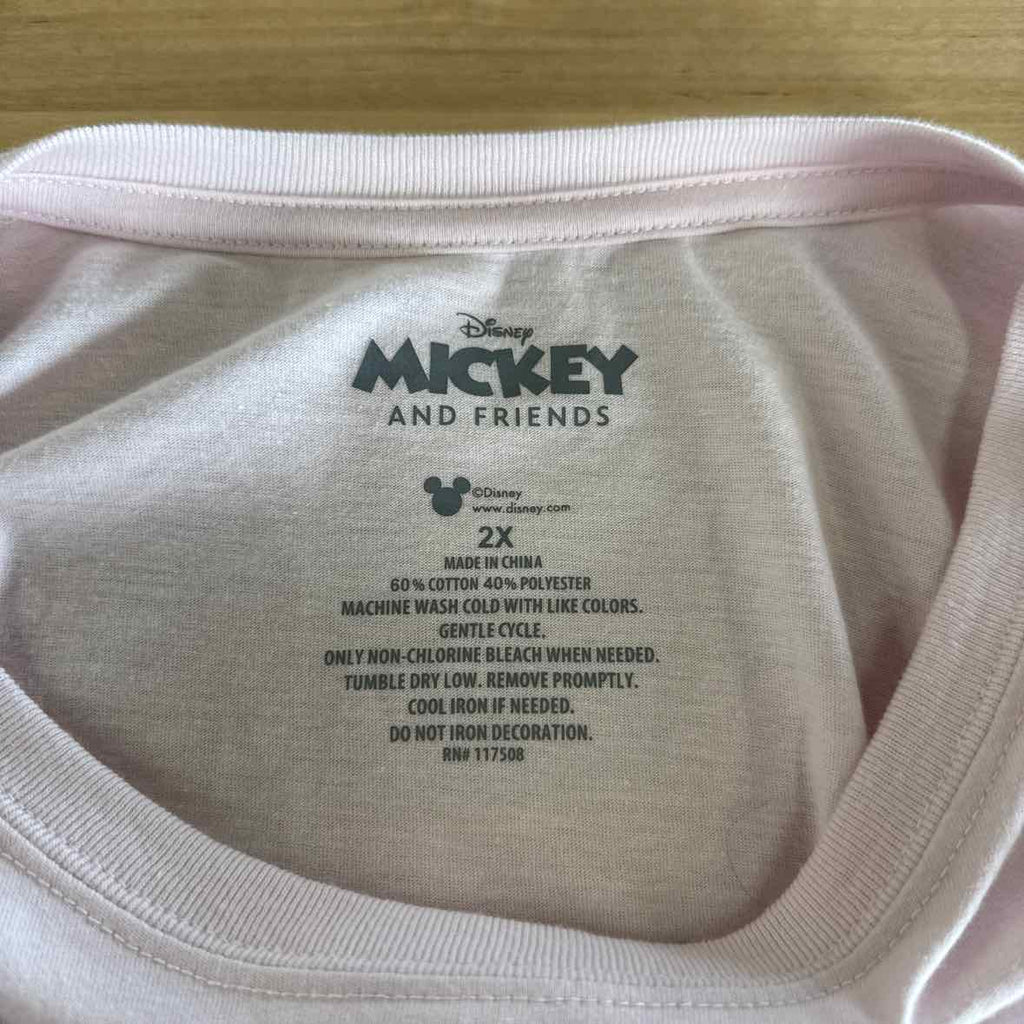 Disney
MICKEY
AND FRIENDS
©Disney
www.disney.com
2X
MADE IN CHINA
60% COTTON 40% POLYESTER
MACHINE WASH COLD WITH LIKE COLORS.
GENTLE CYCLE.
ONLY NON-CHLORINE BLEACH WHEN NEEDED.
TUMBLE DRY LOW. REMOVE PROMPTLY.
COOL IRON IF NEEDED.
DO NOT IRON DECORATION.
RN# 117508